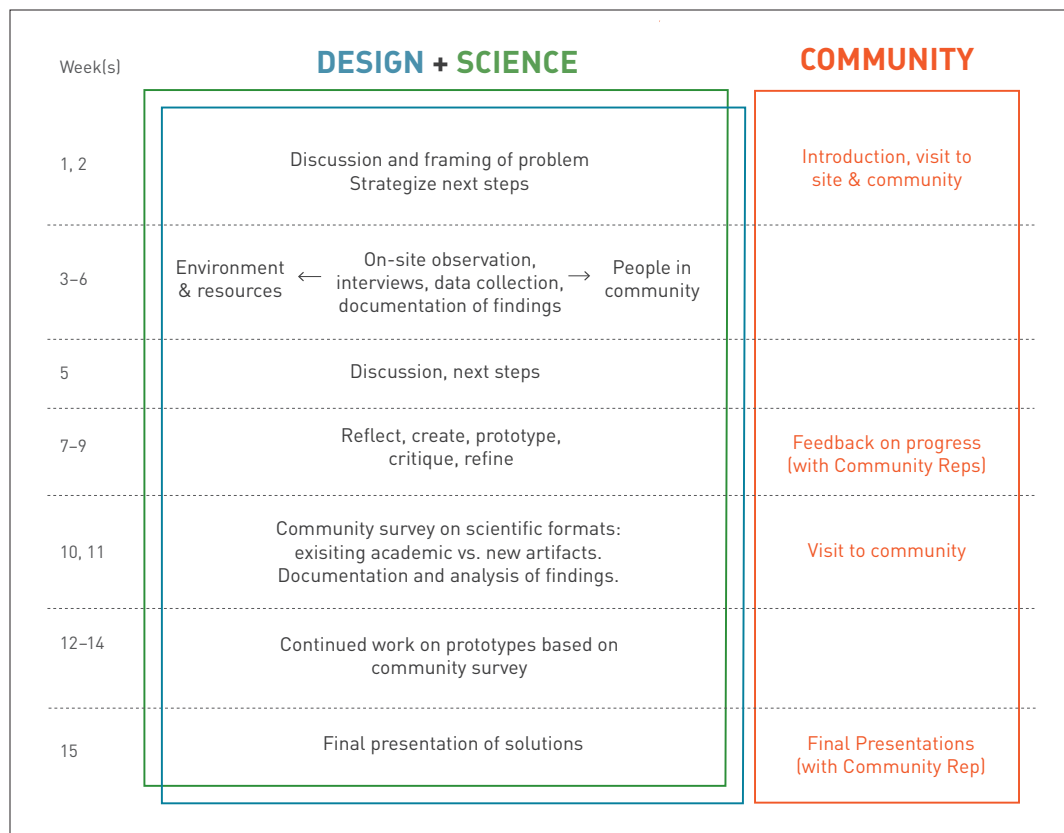 Week(s)
DESIGN + SCIENCE
COMMUNITY
1, 2
Discussion and framing of problem
Strategize next steps
Introduction, visit to
site & community
3–6
Environment
& resources
←
On-site observation,
interviews, data collection,
documentation of findings
→
People in
community
5
Discussion, next steps
7–9
Reflect, create, prototype,
critique, refine
Feedback on progress
(with Community Reps)
10, 11
Community survey on scientific formats:
exisiting academic vs. new artifacts.
Documentation and analysis of findings.
Visit to community
12–14
Continued work on prototypes based on
community survey
15
Final presentation of solutions
Final Presentations
(with Community Rep)